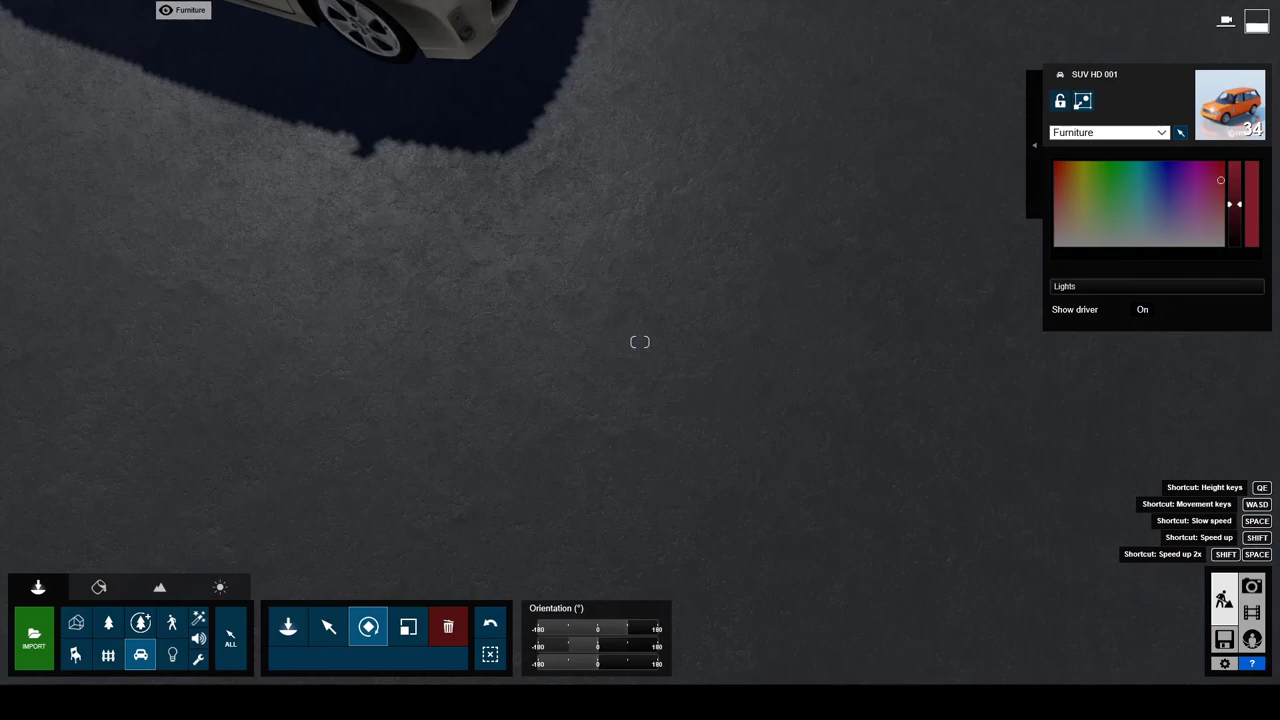 Furniture
SUV HD 001
34
Furniture
Lights
Show driver On
Shortcut: Height keys QE
Shortcut: Movement keys WASD
Shortcut: Slow speed SPACE
Shortcut: Speed up SHIFT
Shortcut: Speed up 2x SHIFT SPACE
IMPORT
ALL
Orientation (°)
-180 0 180
-180 0 180
-180 0 180
?